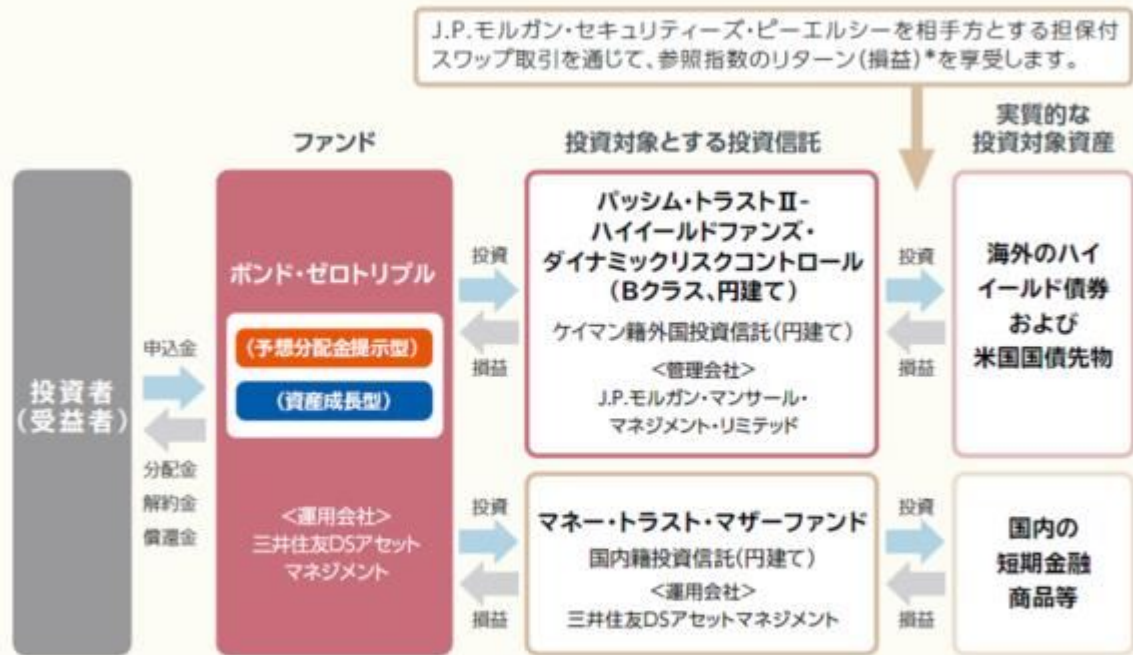 J.P.モルガン・セキュリティーズ・ピーエルシーを相手方とする担保付
スワップ取引を通じて、参照指数のリターン(損益)*を享受します。
ファンド
投資対象とする投資信託
実質的な
投資対象資産
投資者
(受益者)
申込金
分配金
解約金
償還金
ボンド・ゼロトリプル
(予想分配金提示型)
(資産成長型)
<運用会社>
三井住友DSアセット
マネジメント
投資
損益
パッシム・トラストⅡ-
ハイイールドファンズ・
ダイナミックリスクコントロール
(Bクラス、円建て)
ケイマン籍外国投資信託(円建て)
<管理会社>
J.P.モルガン・マンサール・
マネジメント・リミテッド
投資
損益
海外のハイ
イールド債券
および
米国国債先物
投資
損益
マネー・トラスト・マザーファンド
国内籍投資信託(円建て)
<運用会社>
三井住友DSアセットマネジメント
投資
損益
国内の
短期金融
商品等